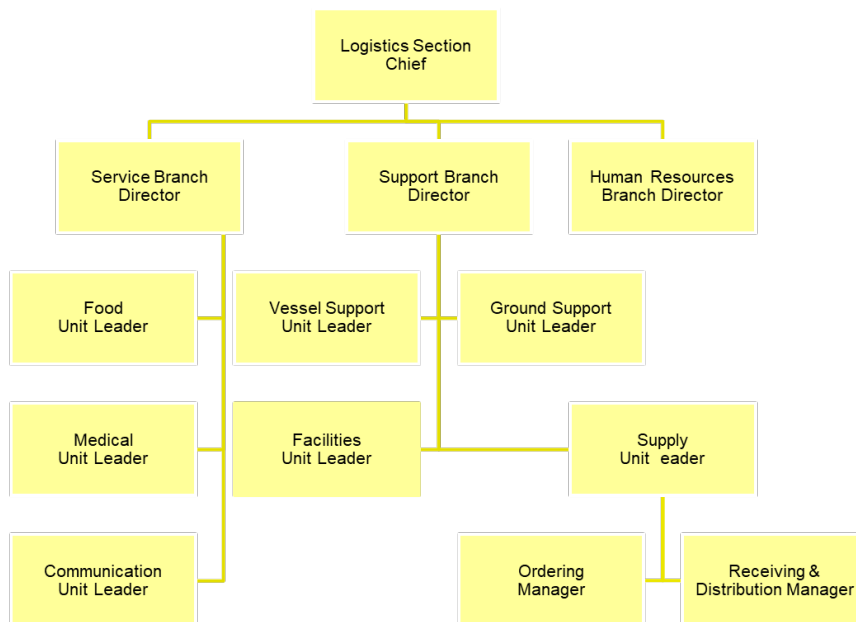 Logistics Section
Chief
Service Branch
Director
Support Branch
Director
Human Resources
Branch Director
Food
Unit Leader
Vessel Support
Unit Leader
Ground Support
Unit Leader
Medical
Unit Leader
Facilities
Unit Leader
Supply
Unit eader
Communication
Unit Leader
Ordering
Manager
Receiving &
Distribution Manager